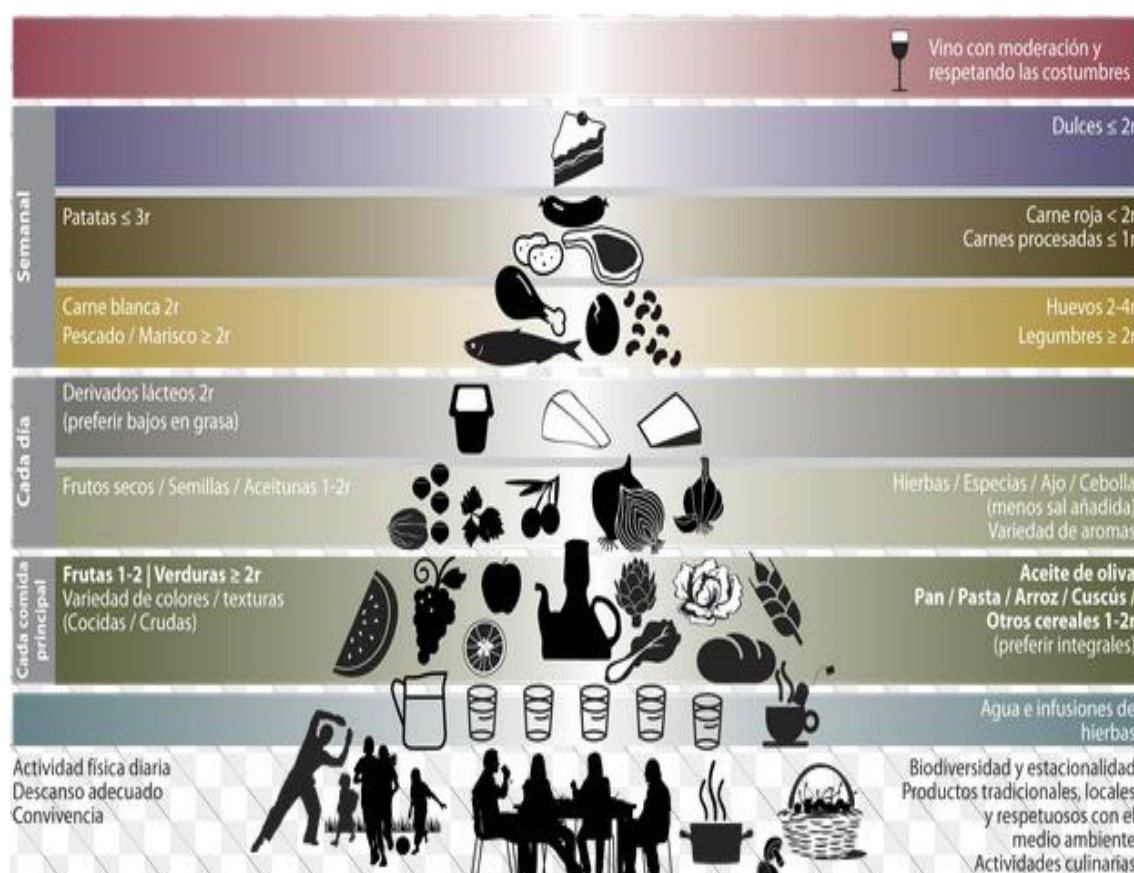 Vino con moderación y
respetando las costumbres
Semanal
Dulces ≤ 2r
Patatas ≤ 3r
Carne roja < 2r
Carnes procesadas ≤ 1r
Carne blanca 2r
Pescado / Marisco ≥ 2r
Huevos 2-4r
Legumbres ≥ 2r
Cada día
Derivados lácteos 2r
(preferir bajos en grasa)
Frutos secos / Semillas / Aceitunas 1-2r
Hierbas / Especias / Ajo / Cebolla
(menos sal añadida)
Variedad de aromas
Cada comida
principal
Frutas 1-2 | Verduras ≥ 2r
Variedad de colores / texturas
(Cocidas / Crudas)
Aceite de oliva
Pan / Pasta / Arroz / Cuscús /
Otros cereales 1-2r
(preferir integrales)
Agua e infusiones de
hierbas
Actividad física diaria
Descanso adecuado
Convivencia
Biodiversidad y estacionalidad
Productos tradicionales, locales
y respetuosos con el
medio ambiente
Actividades culinarias